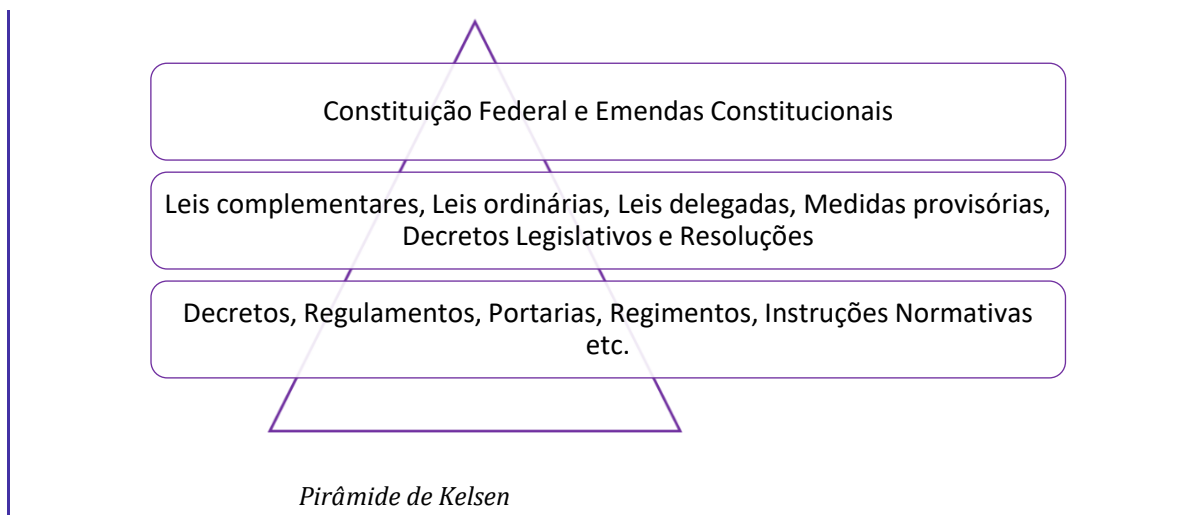 Constituição Federal e Emendas Constitucionais
Leis complementares, Leis ordinárias, Leis delegadas, Medidas provisórias,
Decretos Legislativos e Resoluções
Decretos, Regulamentos, Portarias, Regimentos, Instruções Normativas
etc.
Pirâmide de Kelsen